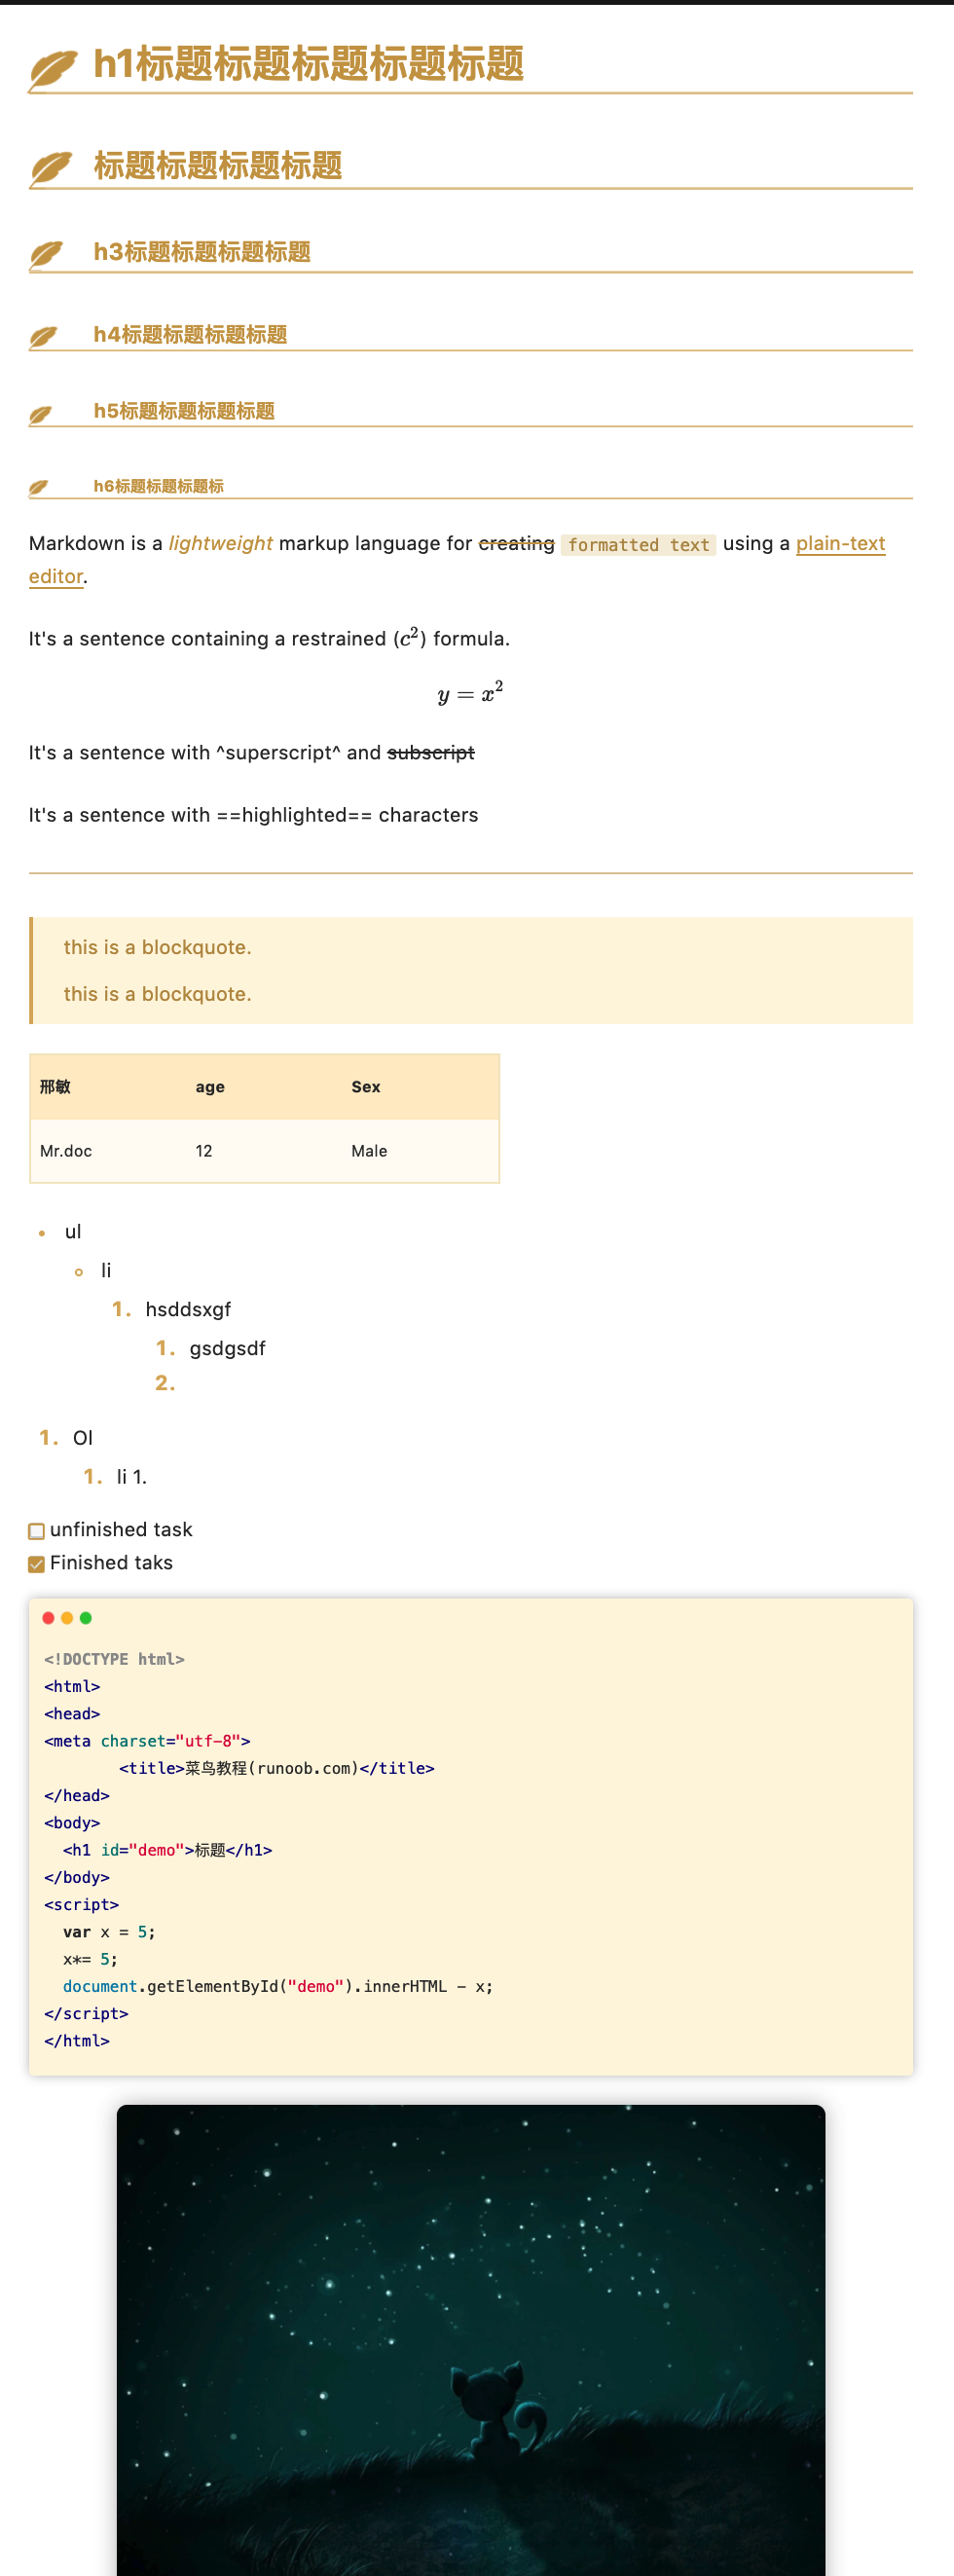 h1标题标题标题标题标题
标题标题标题标题
h3标题标题标题标题
h4标题标题标题标题
h5标题标题标题标题
h6标题标题标题标
Markdown is a lightweight markup language for creating formatted text using a plain-text
editor.
It's a sentence containing a restrained (c²) formula.
y = x²
It's a sentence with ^superscript^ and subscript
It's a sentence with ==highlighted== characters
this is a blockquote.
this is a blockquote.
邢敏 age Sex
Mr.doc 12 Male
• ul
◦ li
1. hsddsxgf
1. gsdgsdf
2.
1. Ol
1. li 1.
unfinished task
Finished taks
<!DOCTYPE html>
<html>
<head>
<meta charset="utf-8">
        <title>菜鸟教程(runoob.com)</title>
</head>
<body>
  <h1 id="demo">标题</h1>
</body>
<script>
  var x = 5;
  x*= 5;
  document.getElementById("demo").innerHTML - x;
</script>
</html>